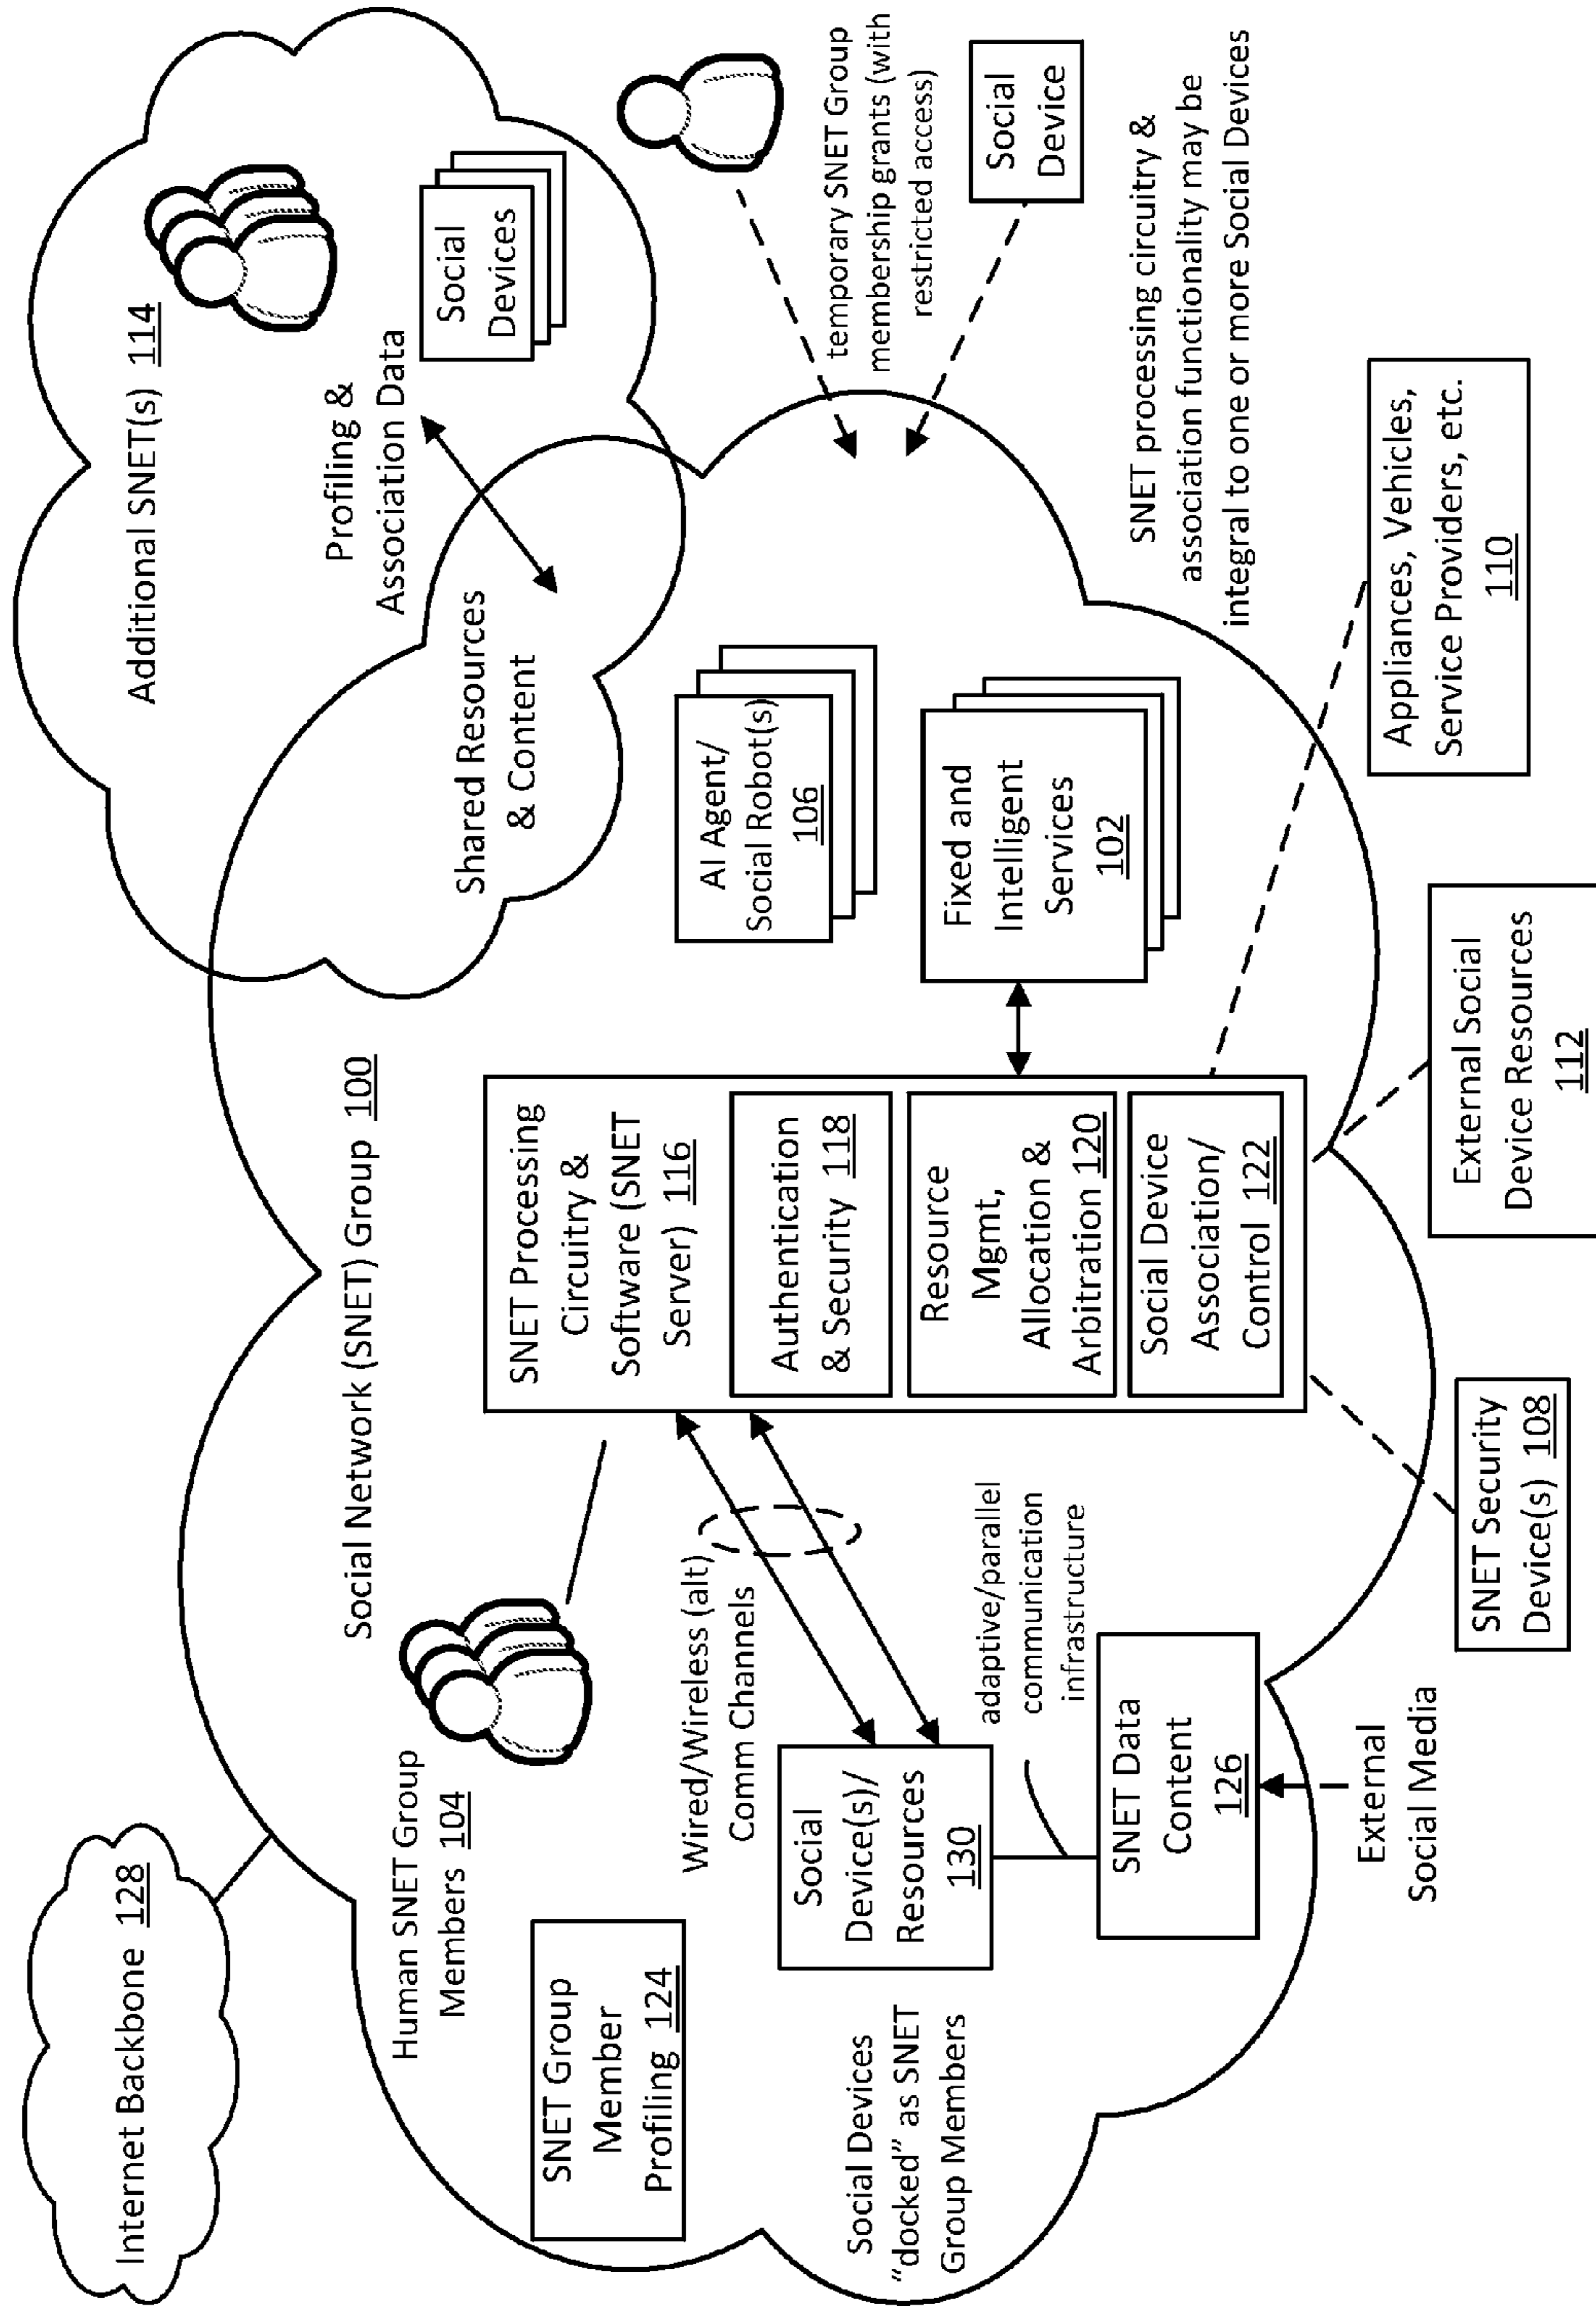 Internet Backbone 128
Social Network (SNET) Group 100
Additional SNET(s) 114
Human SNET Group
Members 104
Profiling &
Association Data
Social
Devices
Shared Resources
& Content
SNET Group
Member
Profiling 124
SNET Processing
Circuitry &
Software (SNET
Server) 116
Authentication
& Security 118
Resource
Mgmt,
Allocation &
Arbitration 120
Social Device
Association/
Control 122
AI Agent/
Social Robot(s)
106
Fixed and
Intelligent
Services
102
temporary SNET Group
membership grants (with
restricted access)
Social
Device
Wired/Wireless (alt)
Comm Channels
Social
Device(s)/
Resources
130
adaptive/parallel
communication
infrastructure
Social Devices
“docked” as SNET
Group Members
SNET Data
Content
126
External
Social Media
SNET processing circuitry &
association functionality may be
integral to one or more Social Devices
SNET Security
Device(s) 108
External Social
Device Resources
112
Appliances, Vehicles,
Service Providers, etc.
110